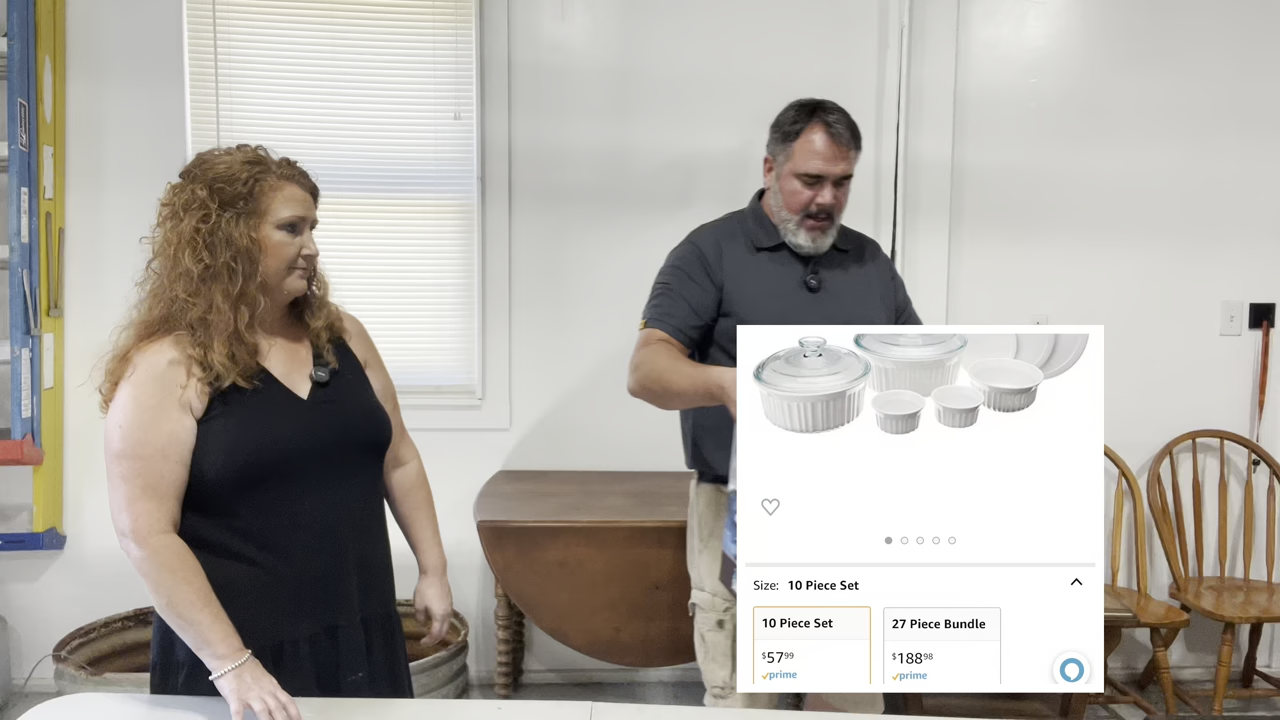 Size: 10 Piece Set
10 Piece Set
27 Piece Bundle
$57.99
$188.98
prime
prime